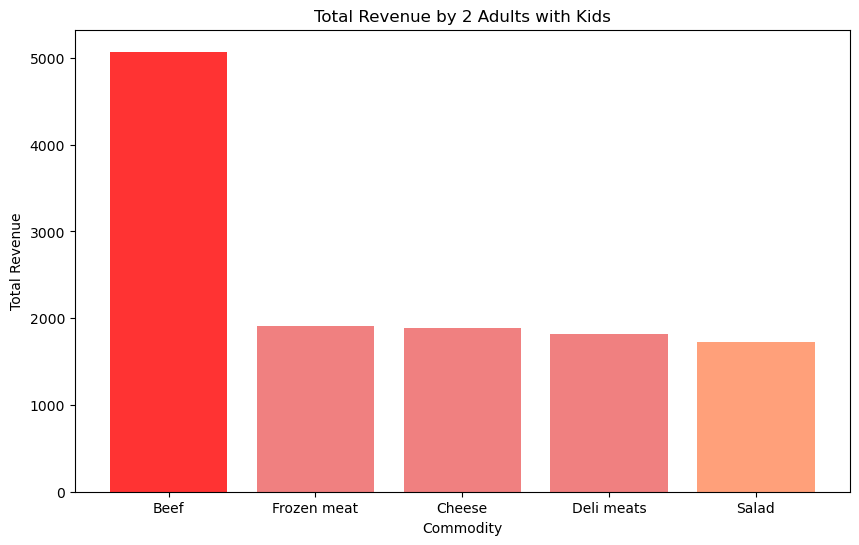 Total Revenue by 2 Adults with Kids
Total Revenue
5000
4000
3000
2000
1000
0
Beef
Frozen meat
Cheese
Deli meats
Salad
Commodity